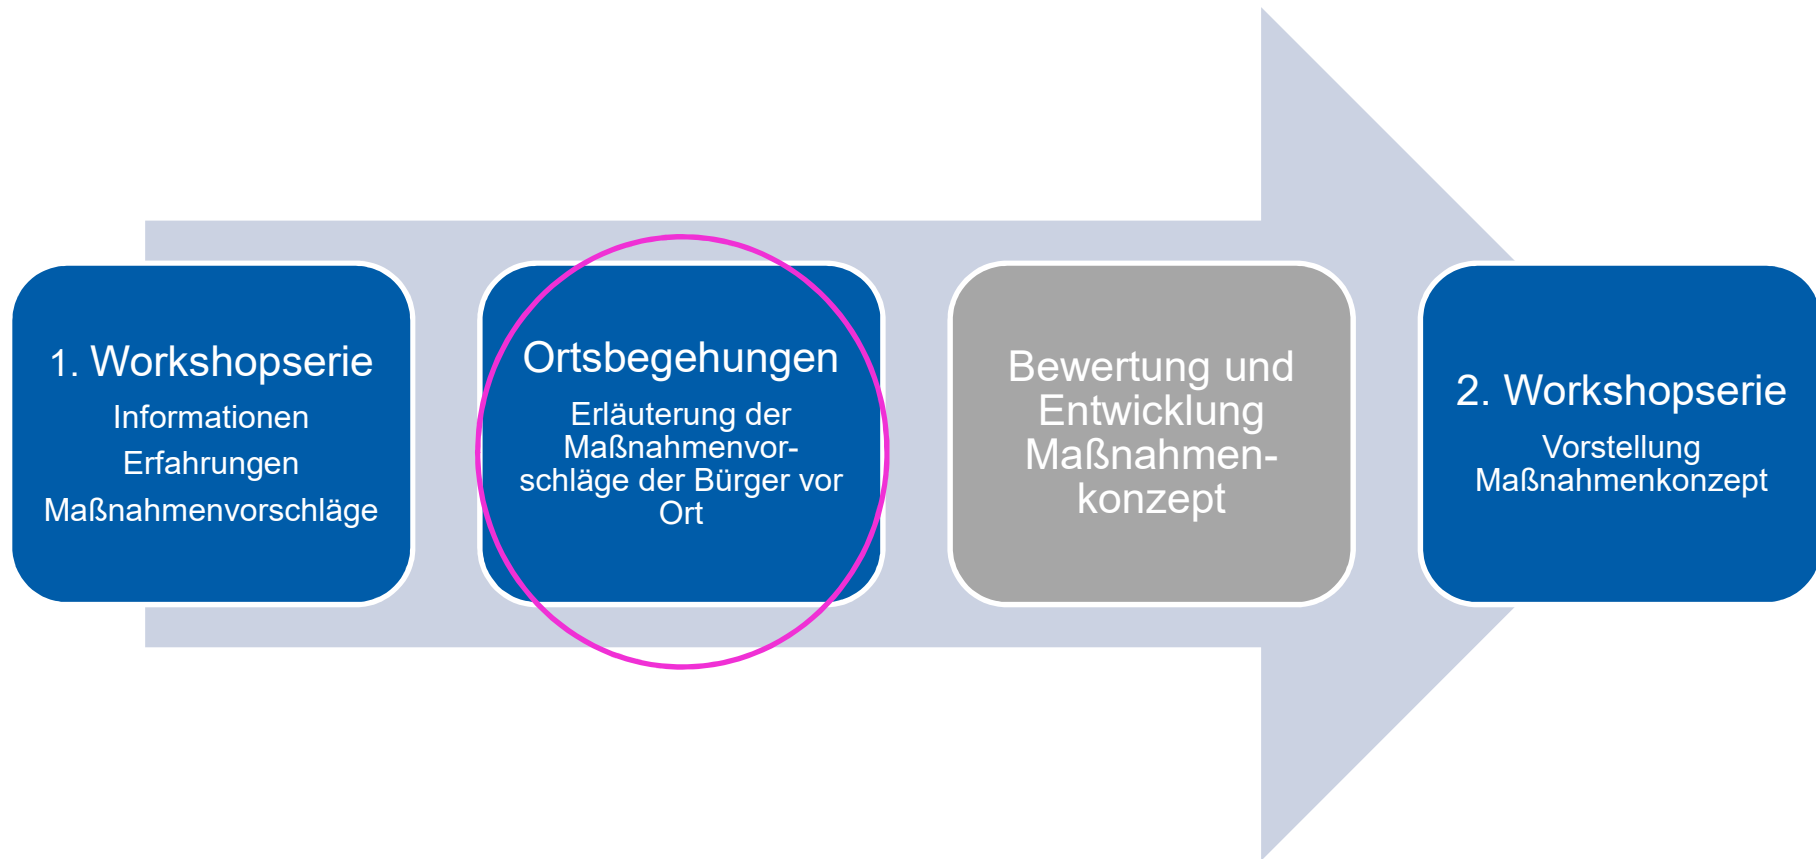 1. Workshopserie
Informationen
Erfahrungen
Maßnahmenvorschläge
Ortsbegehungen
Erläuterung der
Maßnahmenvor-
schläge der Bürger vor
Ort
Bewertung und
Entwicklung
Maßnahmen-
konzept
2. Workshopserie
Vorstellung
Maßnahmenkonzept